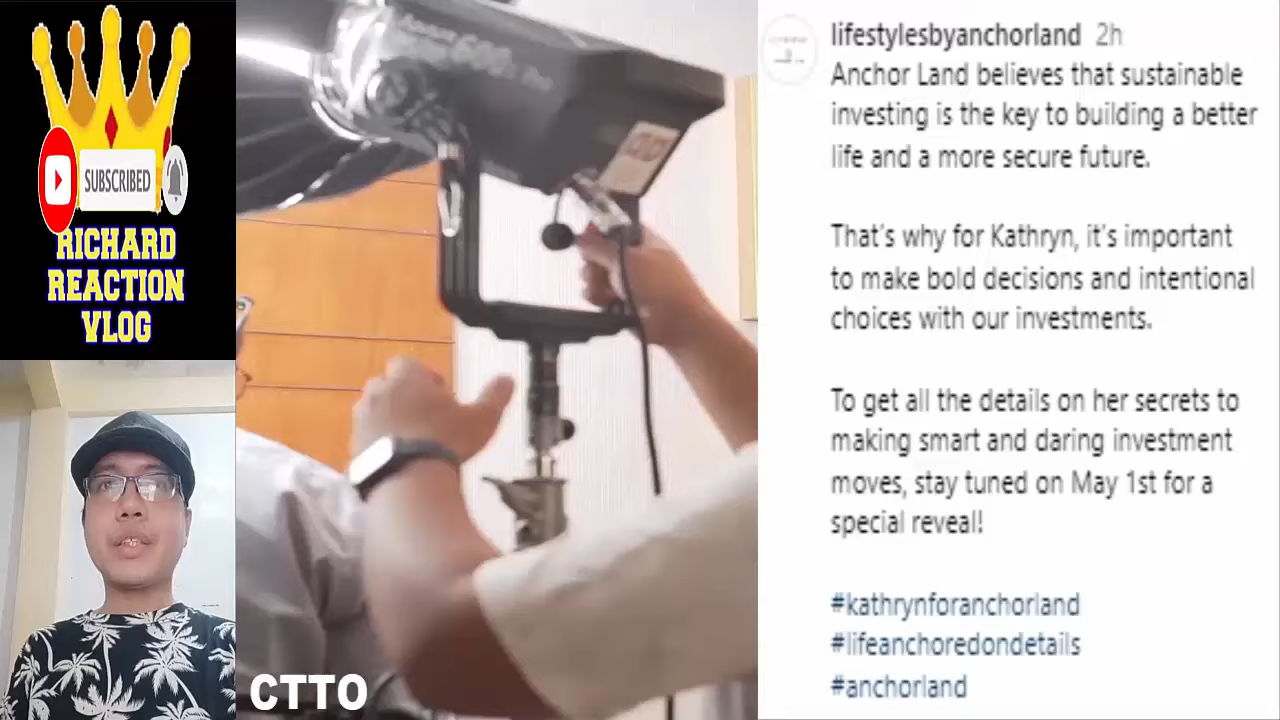 SUBSCRIBED
RICHARD
REACTION
VLOG
CTTO
lifestylesbyanchorland 2h
Anchor Land believes that sustainable
investing is the key to building a better
life and a more secure future.
That's why for Kathryn, it's important
to make bold decisions and intentional
choices with our investments.
To get all the details on her secrets to
making smart and daring investment
moves, stay tuned on May 1st for a
special reveal!
#kathrynforanchorland
#lifeanchoredondetails
#anchorland